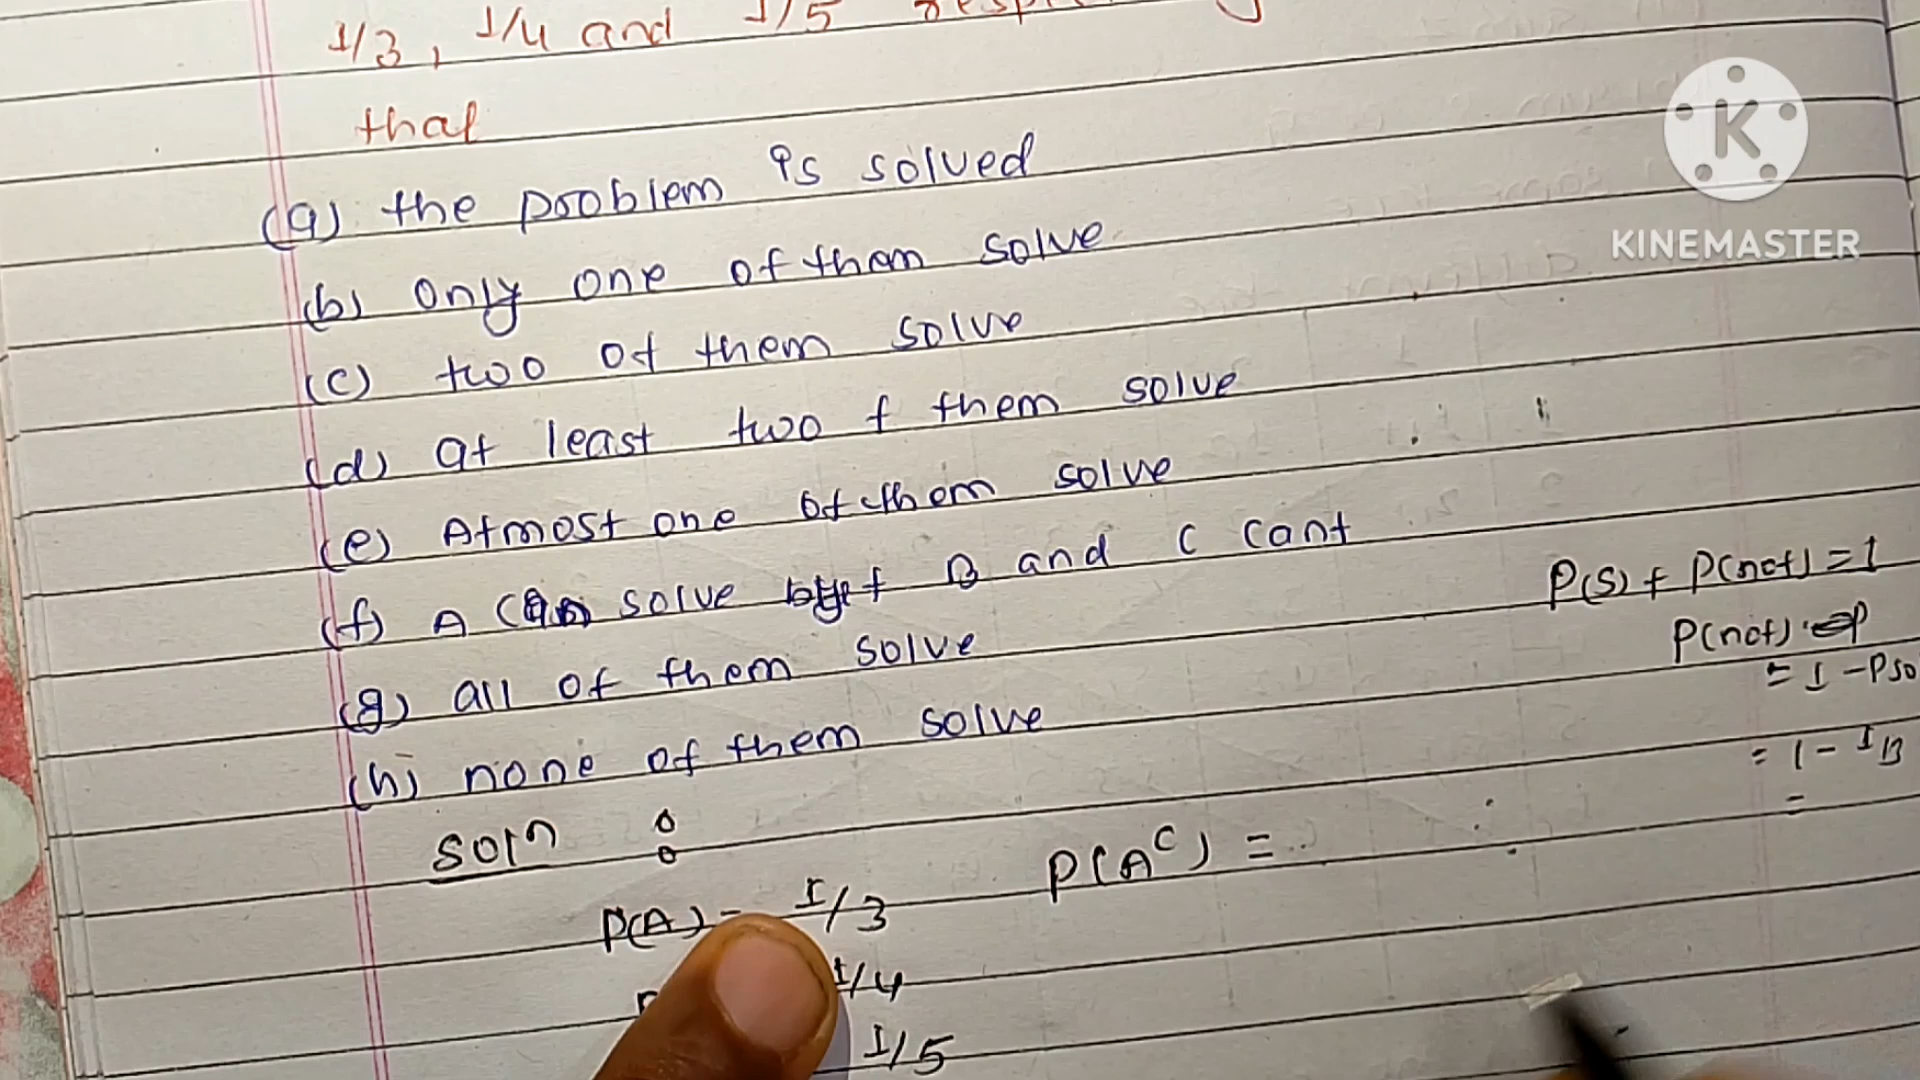 1/3, 1/4 and 1/5
that
(a) the problem is solved
(b) only one of them solve
(c) two of them solve
(d) at least two f them solve
(e) Atmost one of them solve
(f) A can solve but B and C cant
(g) all of them solve
(h) none of them solve
P(S) + P(not) = 1
P(not)
= 1 - Pso
= 1 -
=
Soln :
P(A) = 1/3
P(A^C) =
1/4
1/5
K
KINEMASTER